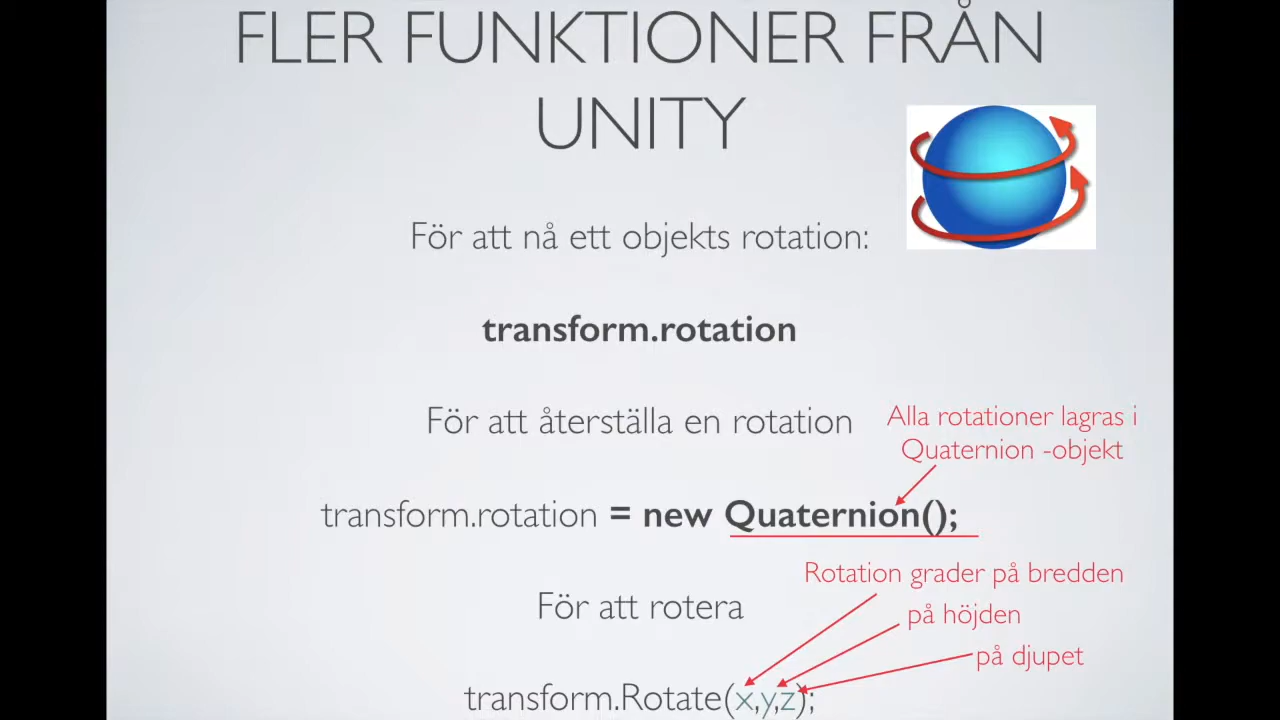 FLER FUNKTIONER FRÅN
UNITY
För att nå ett objekts rotation:
transform.rotation
För att återställa en rotation
Alla rotationer lagras i
Quaternion -objekt
transform.rotation = new Quaternion();
Rotation grader på bredden
på höjden
För att rotera
på djupet
transform.Rotate(x,y,z);